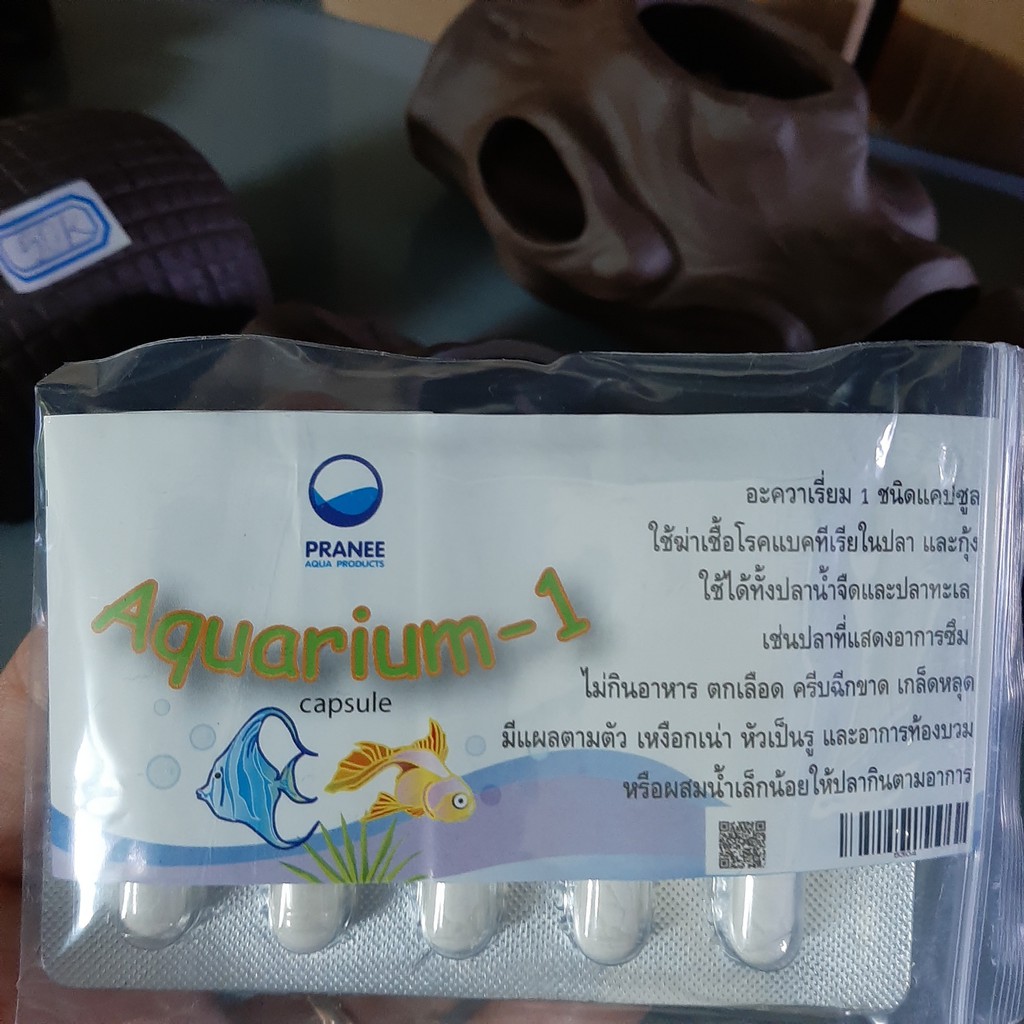 PRANEE
AQUA PRODUCTS
Aquarium-1
capsule
อะควาเรี่ยม 1 ชนิดแคปซูล
ใช้ฆ่าเชื้อโรคแบคทีเรียในปลา และกุ้ง
ใช้ได้ทั้งปลาน้ำจืดและปลาทะเล
เช่นปลาที่แสดงอาการซึม
ไม่กินอาหาร ตกเลือด ครีบฉีกขาด เกล็ดหลุด
มีแผลตามตัว เหงือกเน่า หัวเป็นรู และอาการท้องบวม
หรือผสมน้ำเล็กน้อยให้ปลากินตามอาการ